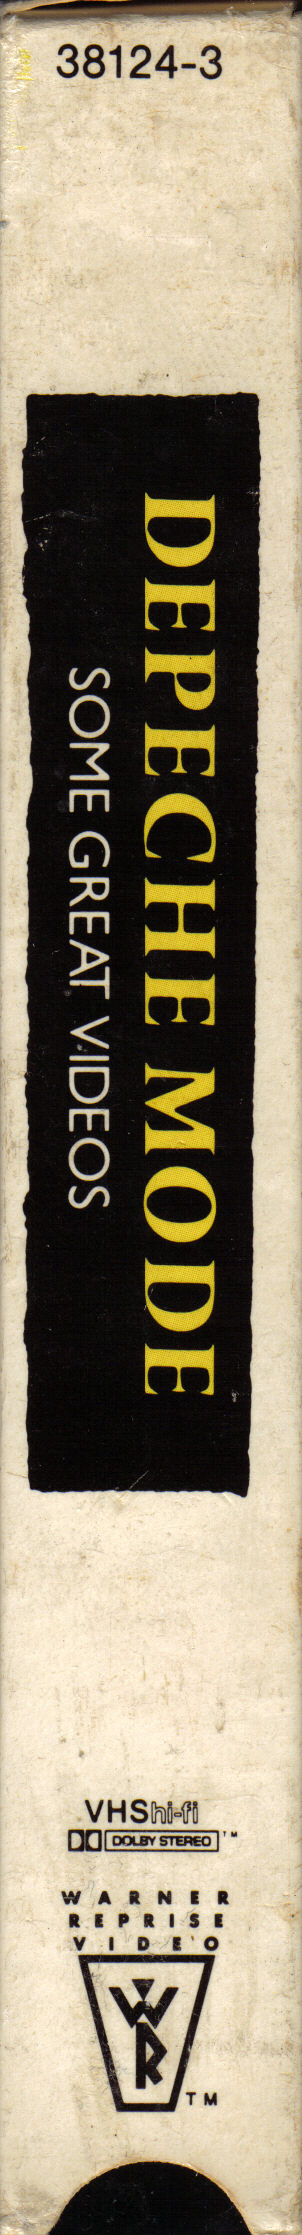 38124-3
DEPECHE MODE
SOME GREAT VIDEOS
VHS hi-fi
DOLBY STEREO ™
WARNER
REPRISE
VIDEO
WR
TM